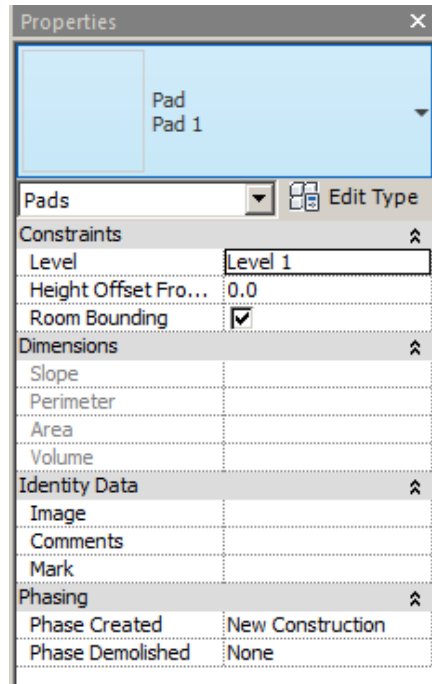 Properties
Pad
Pad 1
Pads Edit Type
Constraints
Level Level 1
Height Offset Fro... 0.0
Room Bounding
Dimensions
Slope
Perimeter
Area
Volume
Identity Data
Image
Comments
Mark
Phasing
Phase Created New Construction
Phase Demolished None